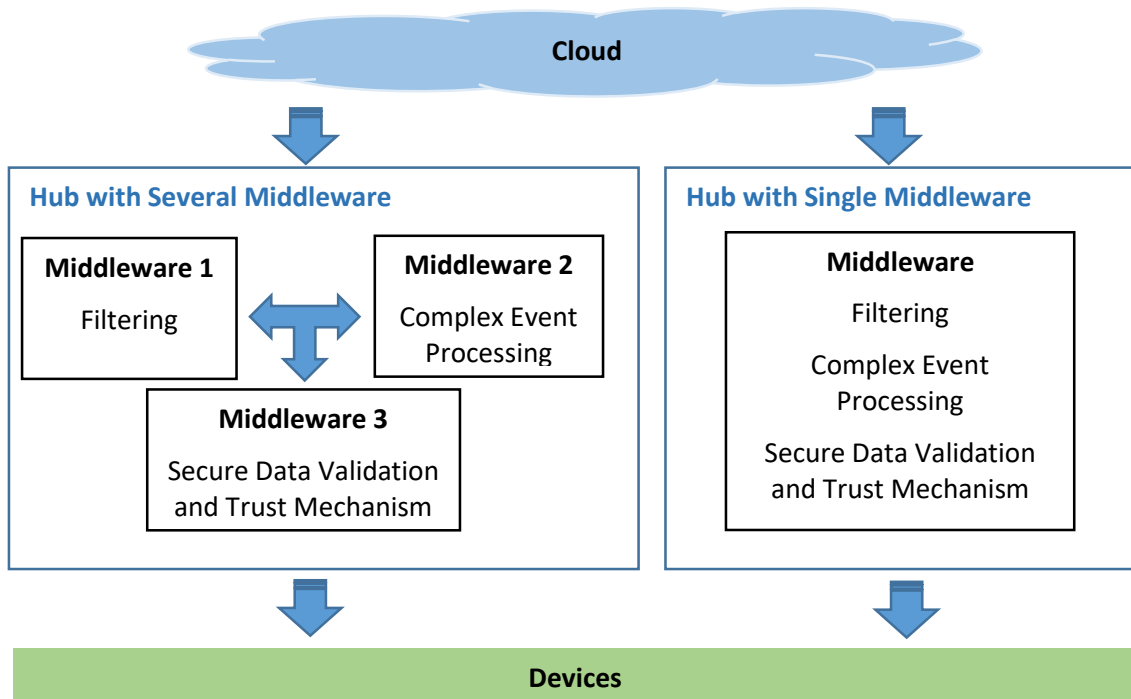 Cloud
Hub with Several Middleware
Middleware 1
Filtering
Middleware 2
Complex Event
Processing
Middleware 3
Secure Data Validation
and Trust Mechanism
Hub with Single Middleware
Middleware
Filtering
Complex Event
Processing
Secure Data Validation
and Trust Mechanism
Devices